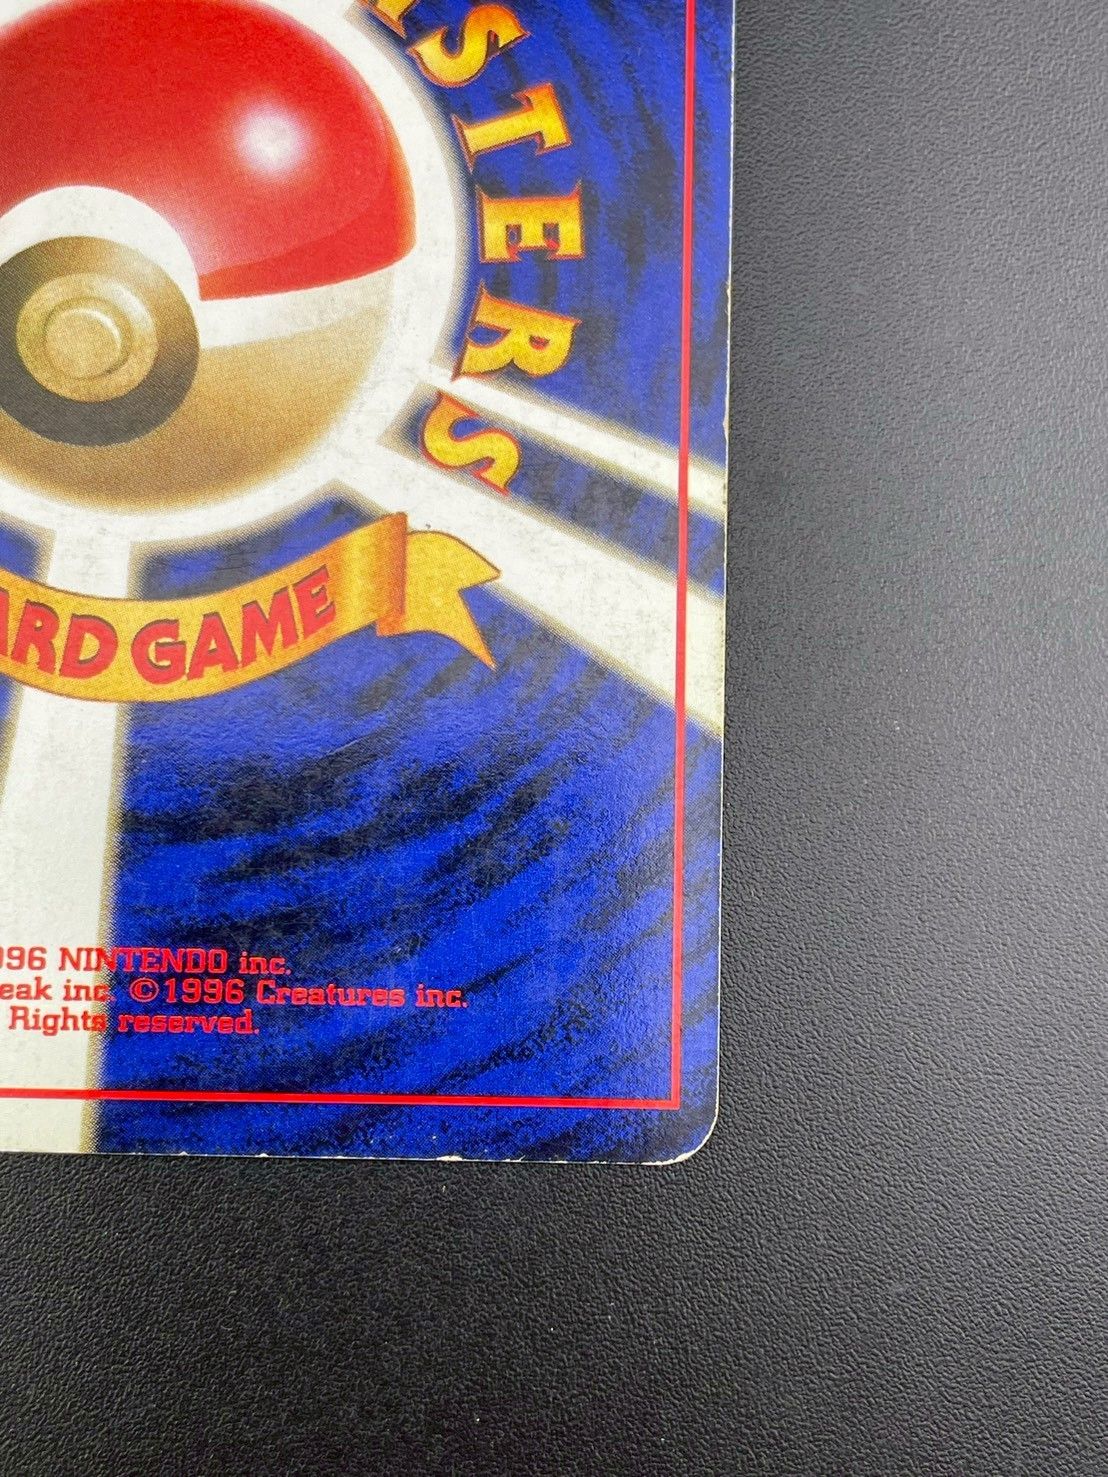 STERS
ARD GAME
996 NINTENDO inc.
eak inc. ©1996 Creatures inc.
Rights reserved.